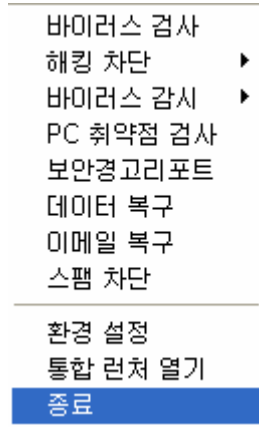 바이러스 검사
해킹 차단
바이러스 감시
PC 취약점 검사
보안경고리포트
데이터 복구
이메일 복구
스팸 차단
환경 설정
통합 런처 열기
종료